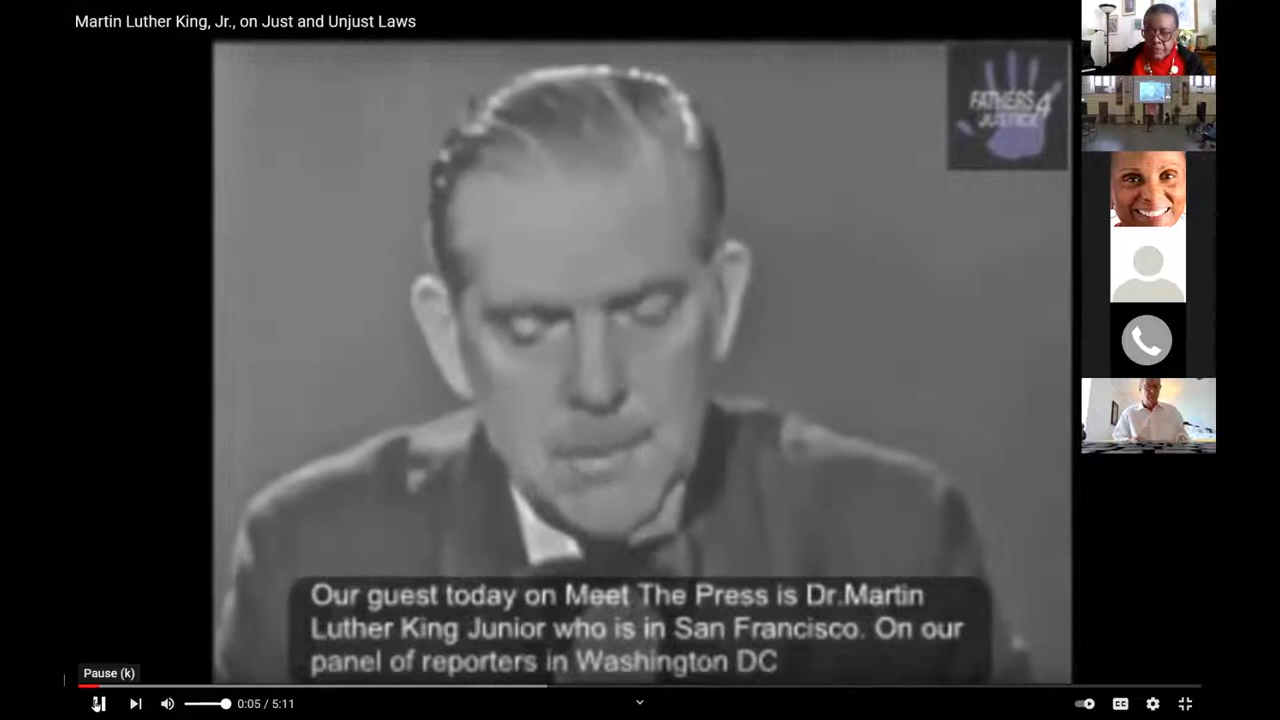 Martin Luther King, Jr., on Just and Unjust Laws
FATHERS 4
JUSTICE
Our guest today on Meet The Press is Dr.Martin
Luther King Junior who is in San Francisco. On our
panel of reporters in Washington DC
Pause (k)
0:05 / 5:11
CC